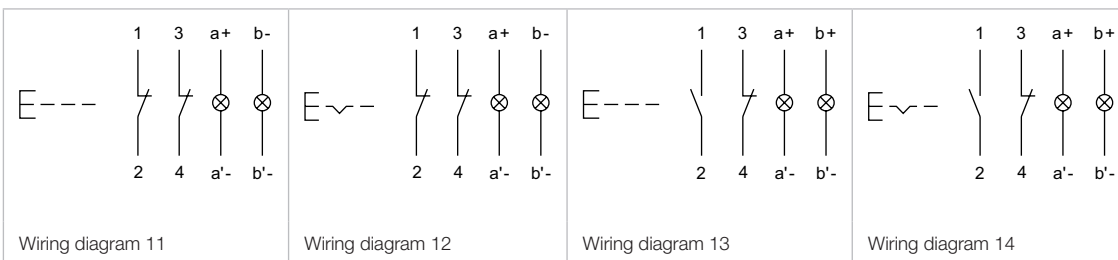 1 3 a+ b- 1 3 a+ b- 1 3 a+ b+ 1 3 a+ b+
2 4 a'- b'- 2 4 a'- b'- 2 4 a'- b'- 2 4 a'- b'-
Wiring diagram 11 Wiring diagram 12 Wiring diagram 13 Wiring diagram 14